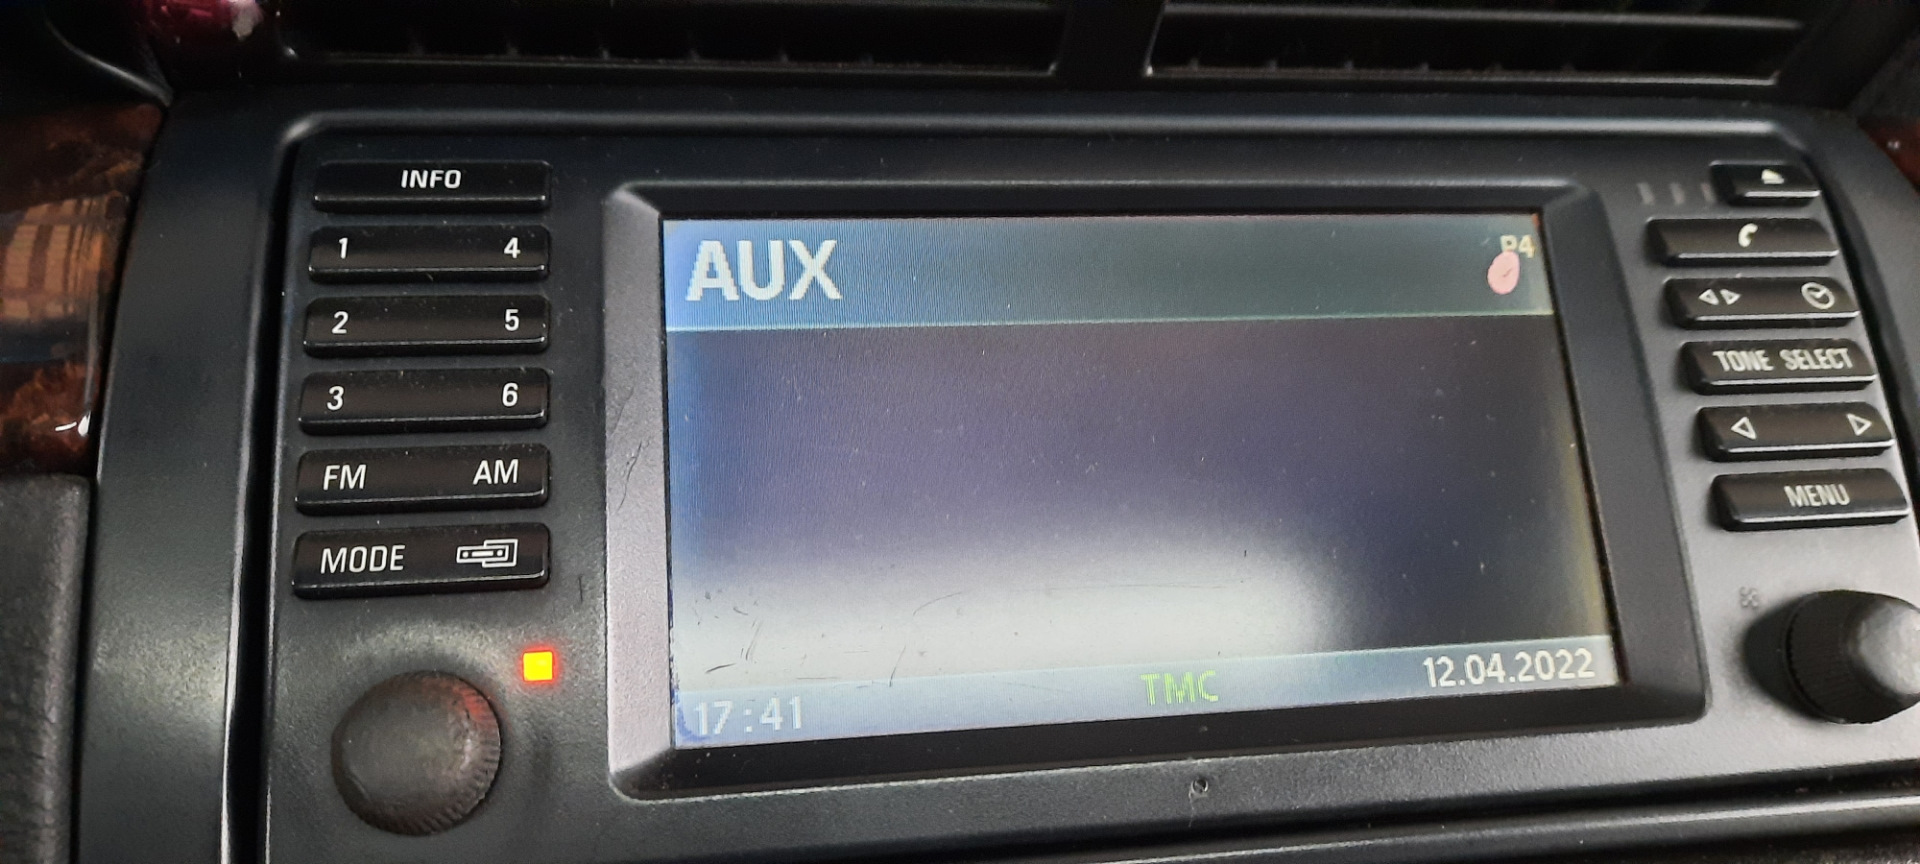 INFO
1 4
2 5
3 6
FM AM
MODE
AUX
P4
17:41
TMC
12.04.2022
TONE SELECT
MENU